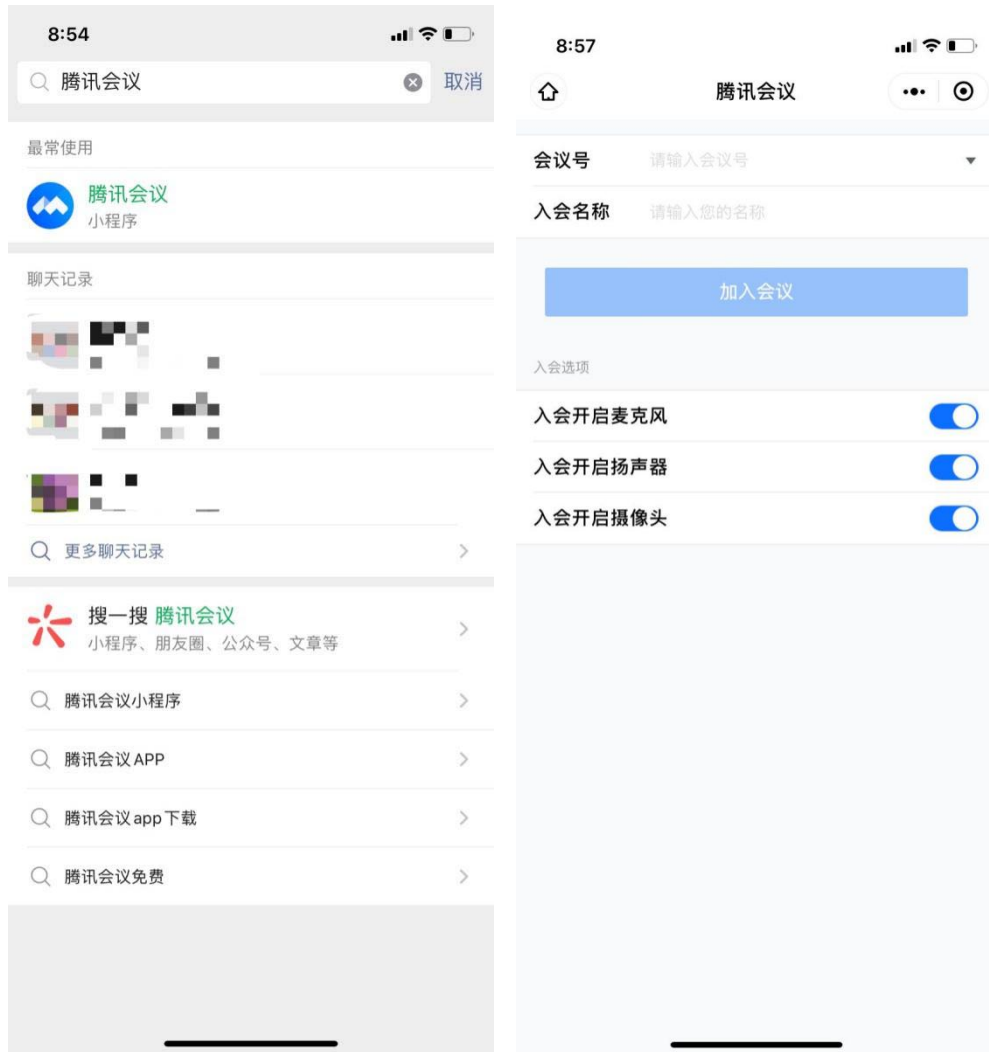 8:54
腾讯会议
取消
最常使用
腾讯会议
小程序
聊天记录
更多聊天记录
搜一搜 腾讯会议
小程序、朋友圈、公众号、文章等
腾讯会议小程序
腾讯会议APP
腾讯会议app下载
腾讯会议免费
8:57
腾讯会议
会议号 请输入会议号
入会名称 请输入您的名称
加入会议
入会选项
入会开启麦克风
入会开启扬声器
入会开启摄像头